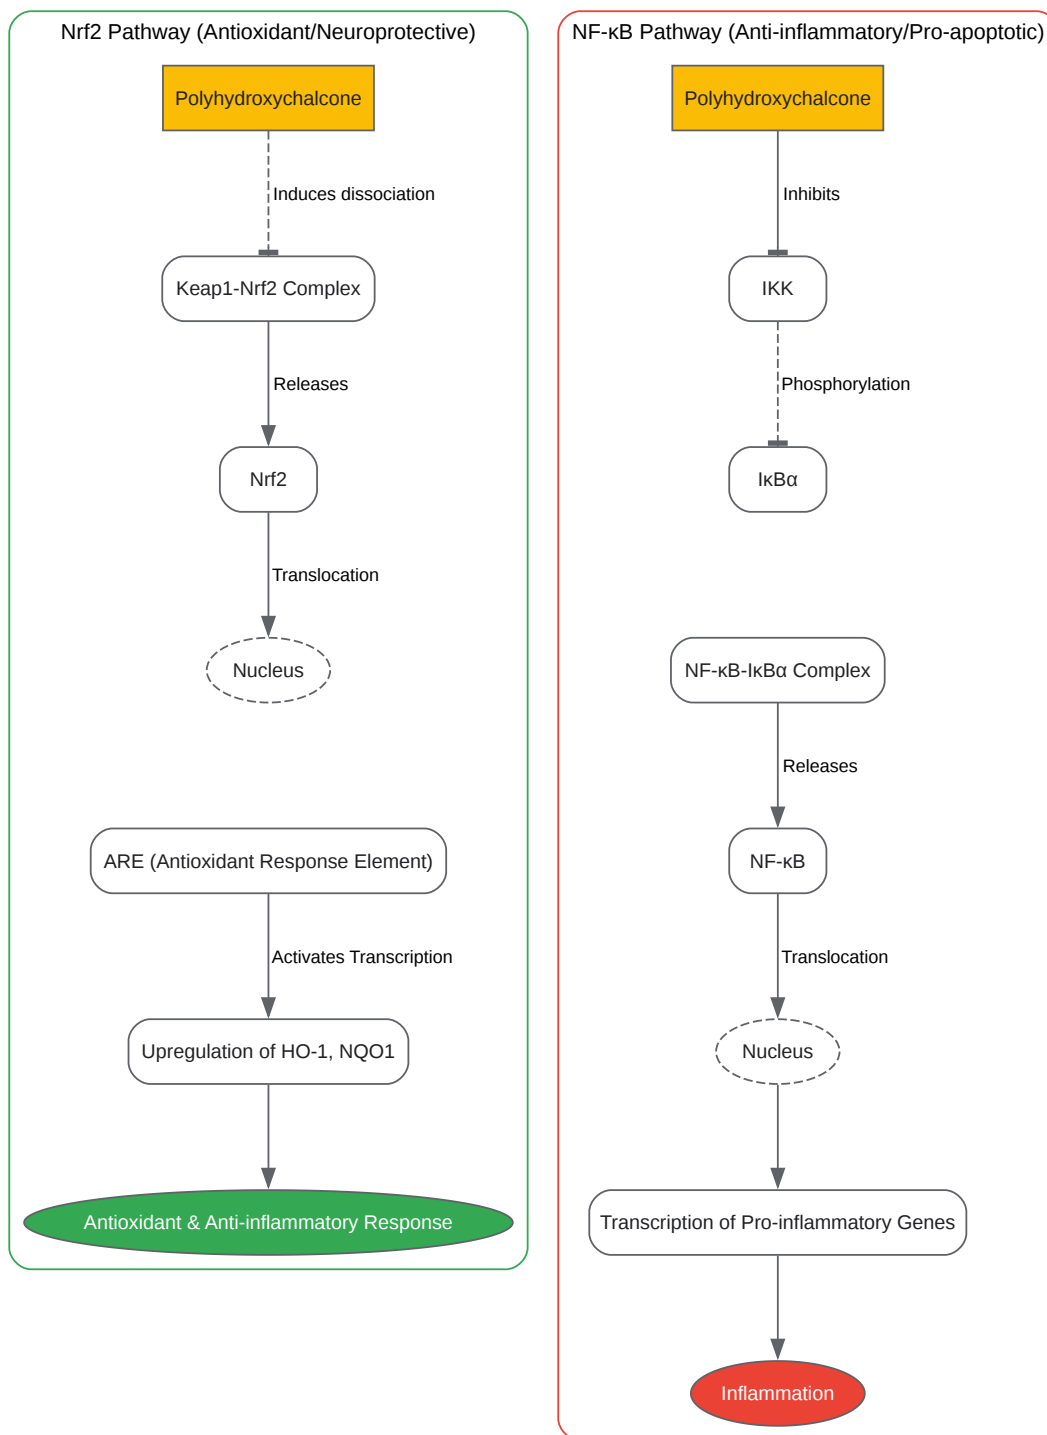 Nrf2 Pathway (Antioxidant/Neuroprotective)
Polyhydroxychalcone
Induces dissociation
Keap1-Nrf2 Complex
Releases
Nrf2
Translocation
Nucleus
ARE (Antioxidant Response Element)
Activates Transcription
Upregulation of HO-1, NQO1
Antioxidant & Anti-inflammatory Response
NF-κB Pathway (Anti-inflammatory/Pro-apoptotic)
Polyhydroxychalcone
Inhibits
IKK
Phosphorylation
IκBα
NF-κB-IκBα Complex
Releases
NF-κB
Translocation
Nucleus
Transcription of Pro-inflammatory Genes
Inflammation